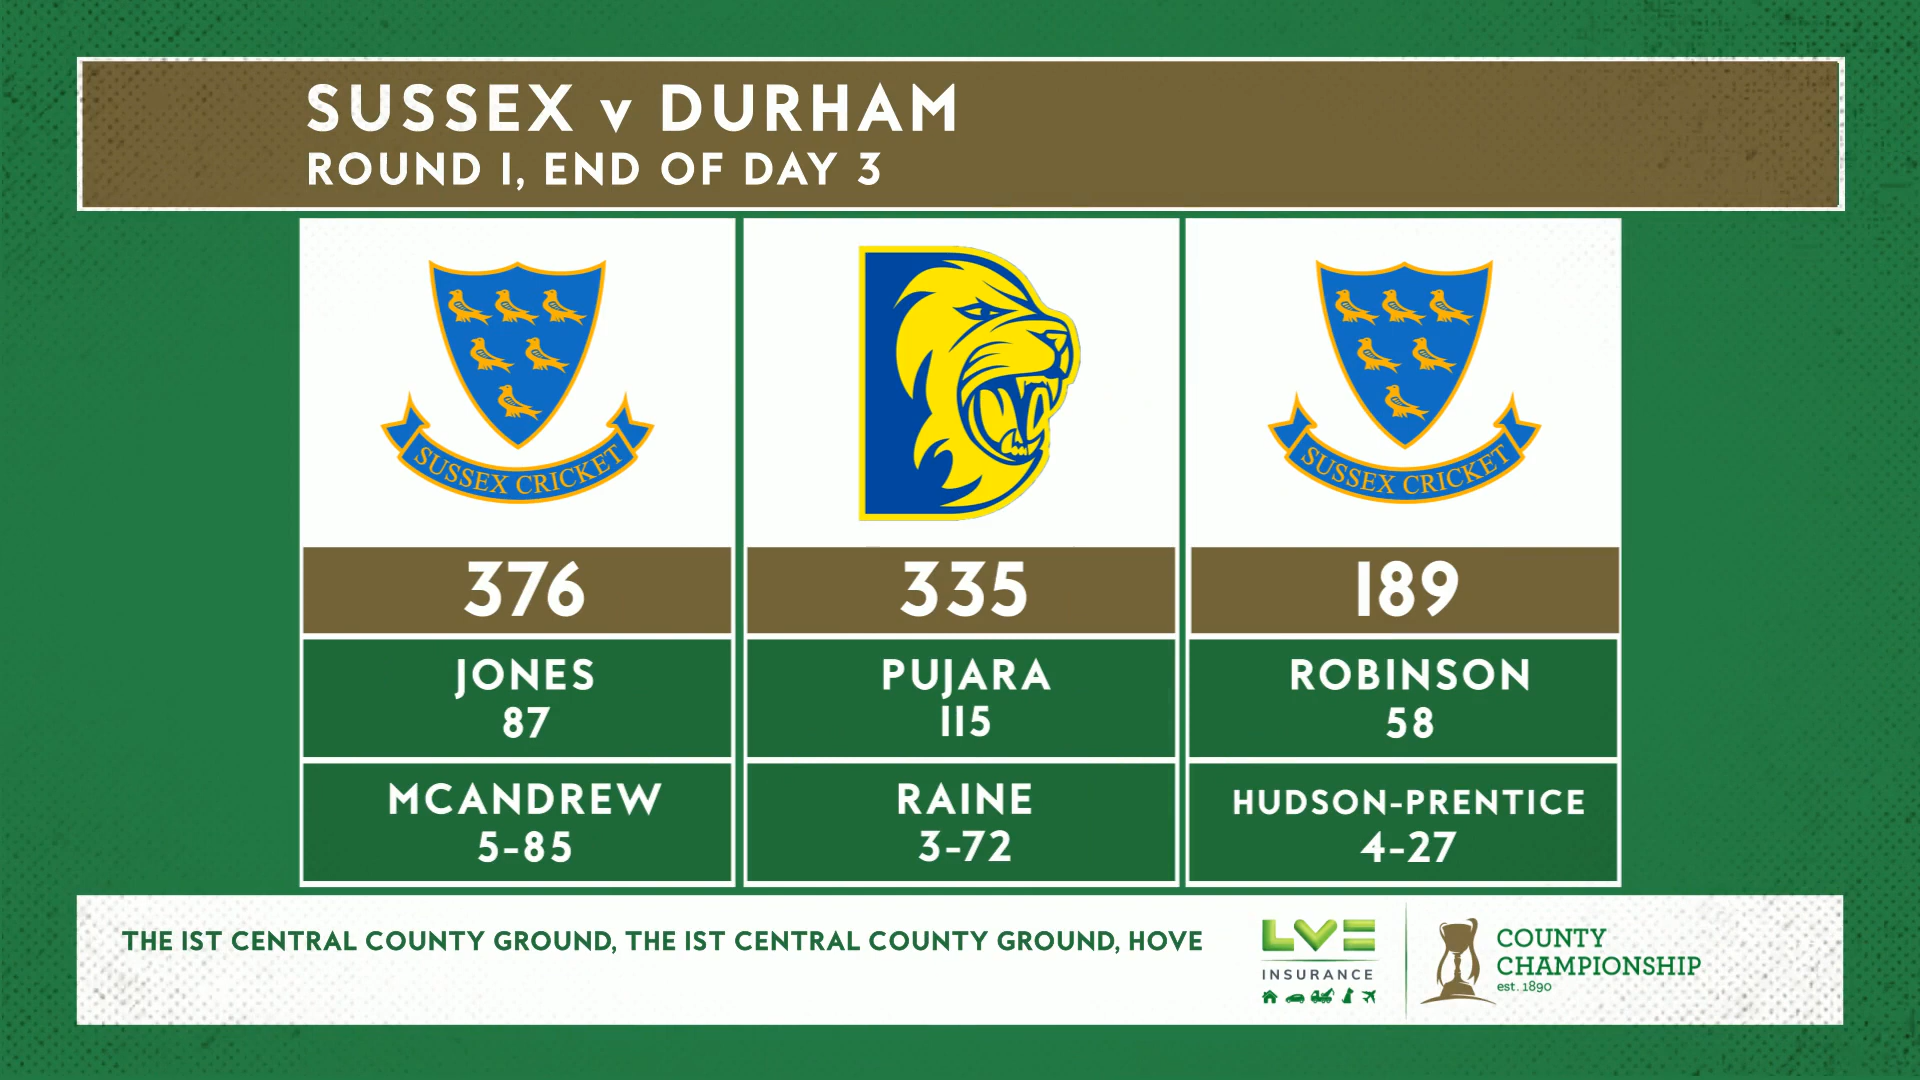 SUSSEX v DURHAM
ROUND 1, END OF DAY 3
SUSSEX CRICKET
SUSSEX CRICKET
376
335
189
JONES
87
PUJARA
115
ROBINSON
58
MCANDREW
5-85
RAINE
3-72
HUDSON-PRENTICE
4-27
THE 1ST CENTRAL COUNTY GROUND, THE 1ST CENTRAL COUNTY GROUND, HOVE
LVE
INSURANCE
COUNTY
CHAMPIONSHIP
est. 1890